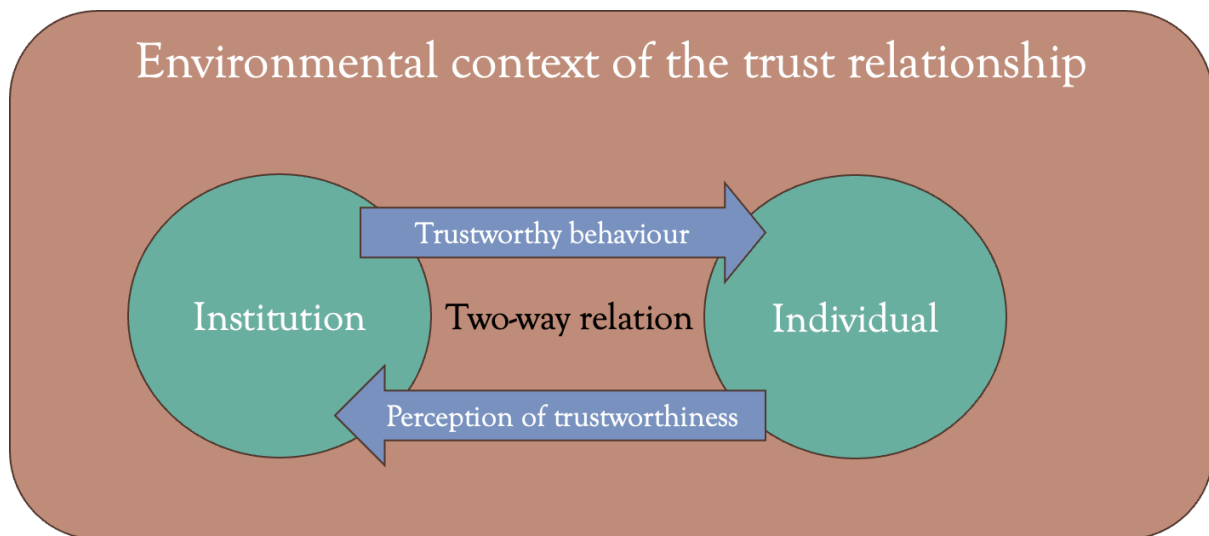 Environmental context of the trust relationship
Trustworthy behaviour
Institution
Two-way relation
Individual
Perception of trustworthiness